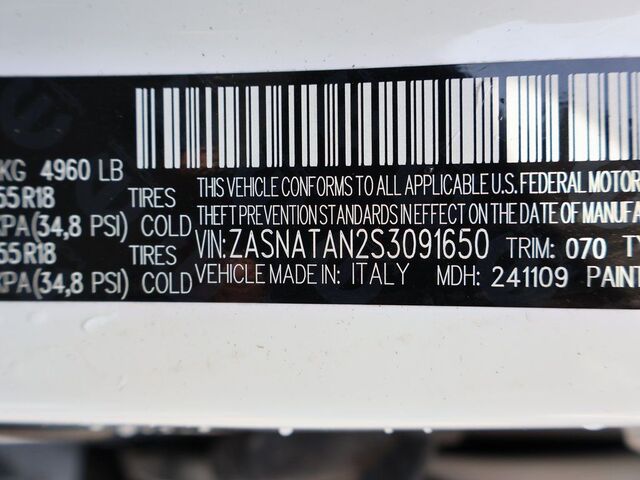 KG 4960 LB
55R18 TIRES
KPA(34,8 PSI) COLD
55R18 TIRES
KPA(34,8 PSI) COLD
THIS VEHICLE CONFORMS TO ALL APPLICABLE U.S. FEDERAL MOTOR
THEFT PREVENTION STANDARDS IN EFFECT ON THE DATE OF MANUFA
VIN:ZASNATAN2S3091650 TRIM: 070 TY
VEHICLE MADE IN: ITALY MDH: 241109 PAINT